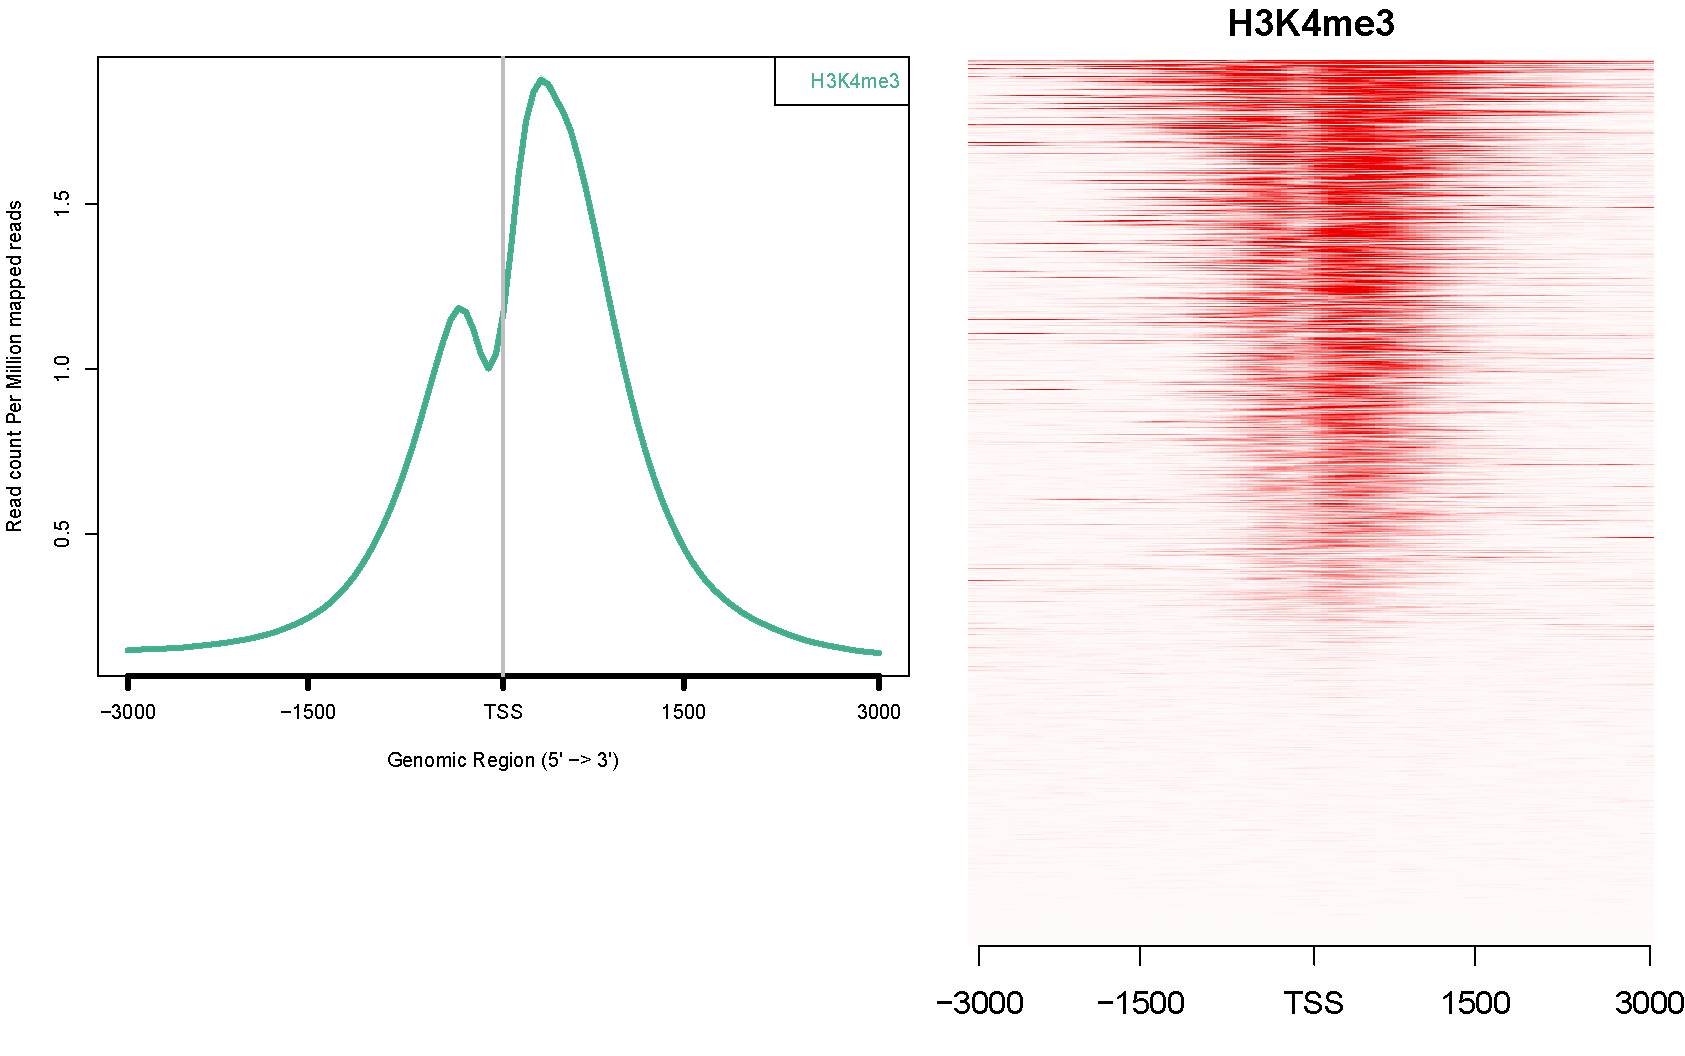 H3K4me3
H3K4me3
Read count Per Million mapped reads
1.5
1.0
0.5
−3000 −1500 TSS 1500 3000
Genomic Region (5' −> 3')
−3000 −1500 TSS 1500 3000